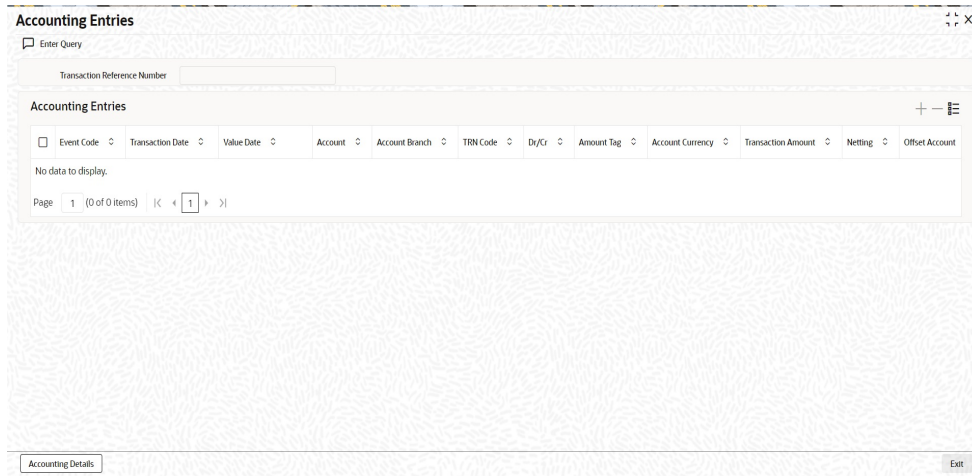 Accounting Entries
Enter Query
Transaction Reference Number
Accounting Entries
Event Code Transaction Date Value Date Account Account Branch TRN Code Dr/Cr Amount Tag Account Currency Transaction Amount Netting Offset Account
No data to display.
Page 1 (0 of 0 items) 1
Accounting Details Exit